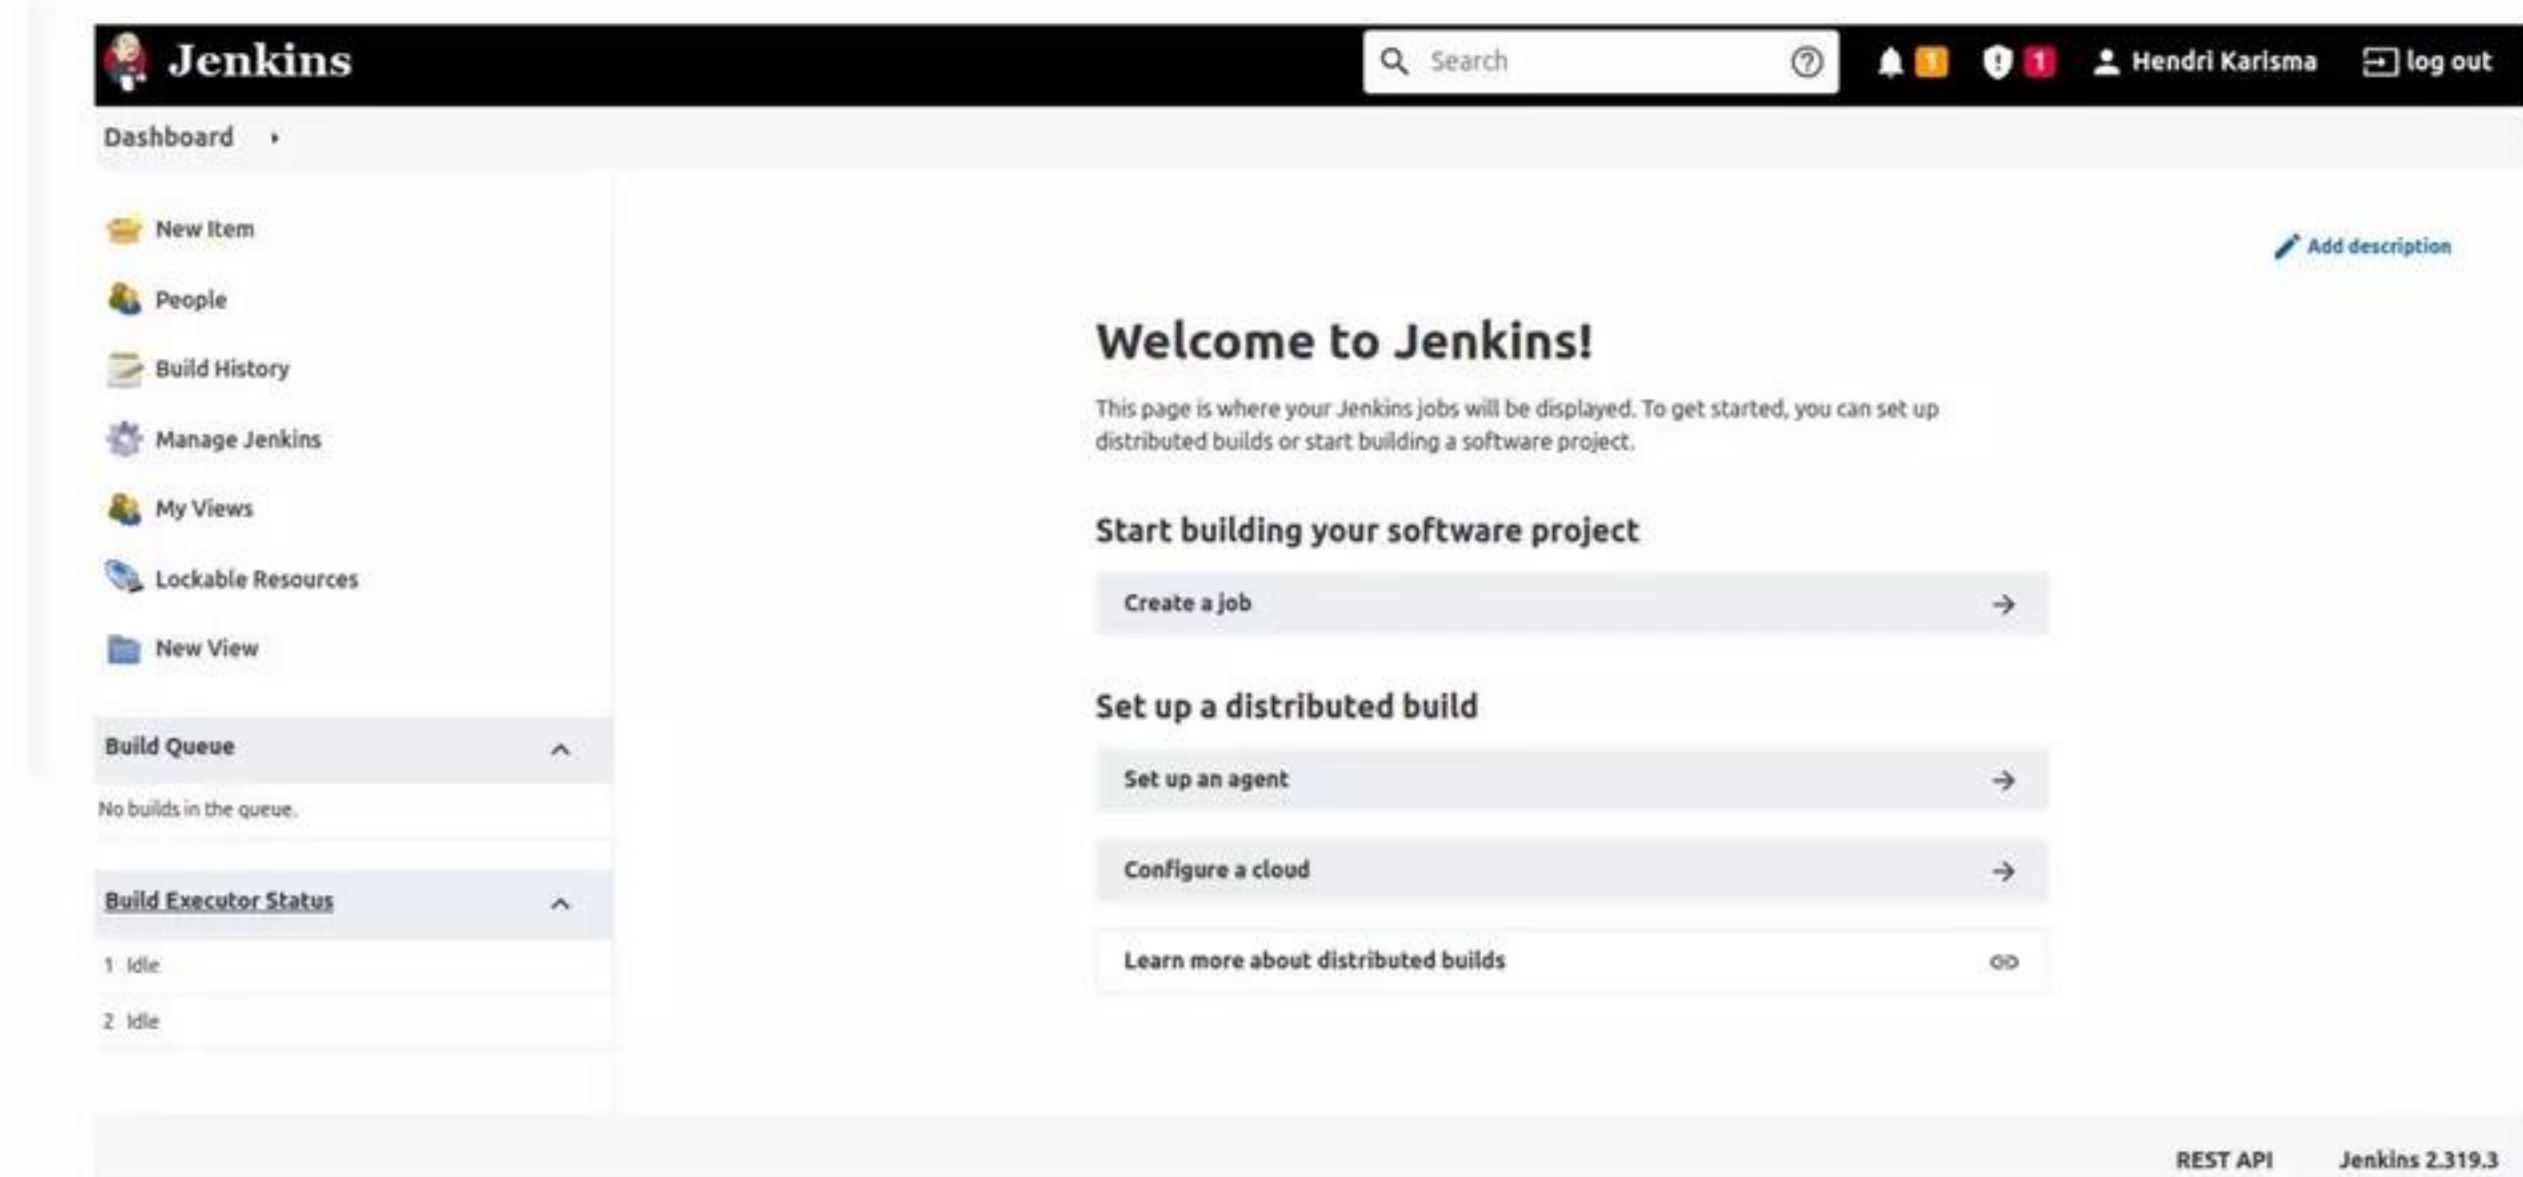 Jenkins
Search
1
1
Hendri Karisma
log out
Dashboard
New Item
People
Build History
Manage Jenkins
My Views
Lockable Resources
New View
Build Queue
No builds in the queue.
Build Executor Status
1 Idle
2 Idle
Add description
Welcome to Jenkins!
This page is where your Jenkins jobs will be displayed. To get started, you can set up
distributed builds or start building a software project.
Start building your software project
Create a job
Set up a distributed build
Set up an agent
Configure a cloud
Learn more about distributed builds
REST API
Jenkins 2.319.3